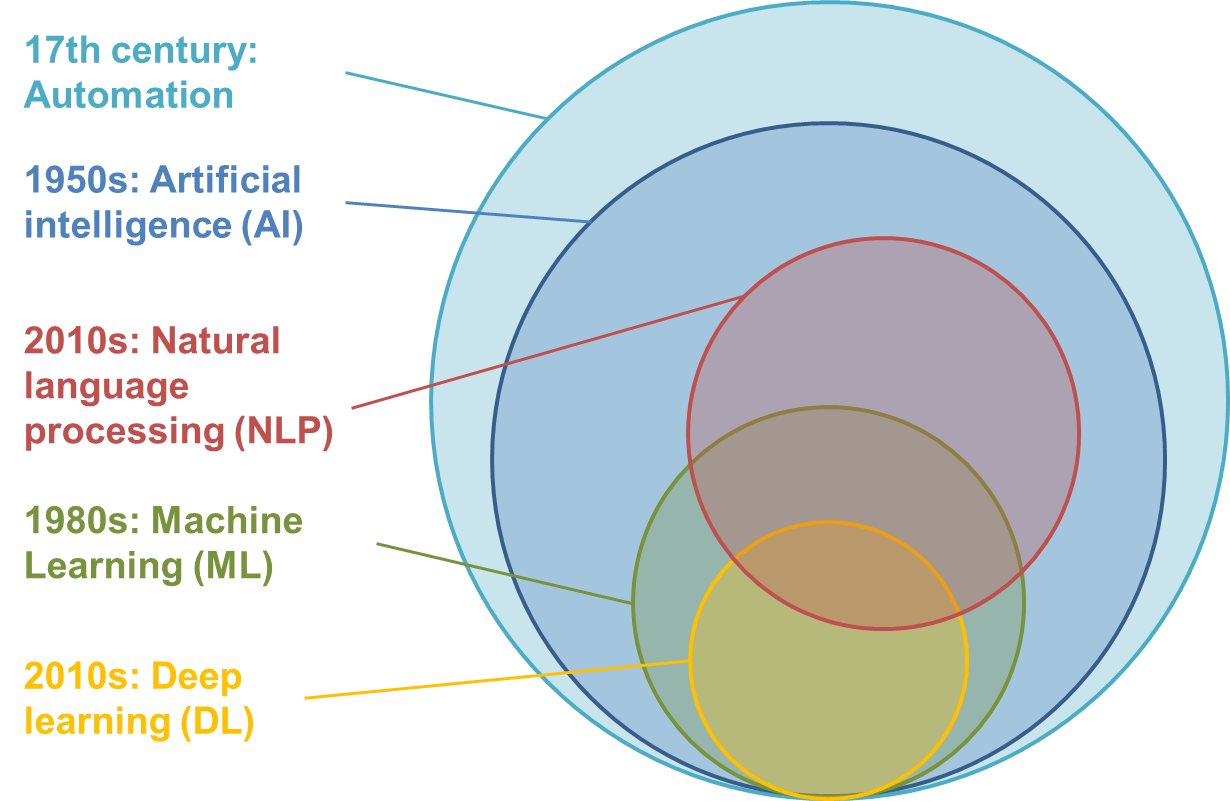 17th century:
Automation
1950s: Artificial
intelligence (AI)
2010s: Natural
language
processing (NLP)
1980s: Machine
Learning (ML)
2010s: Deep
learning (DL)